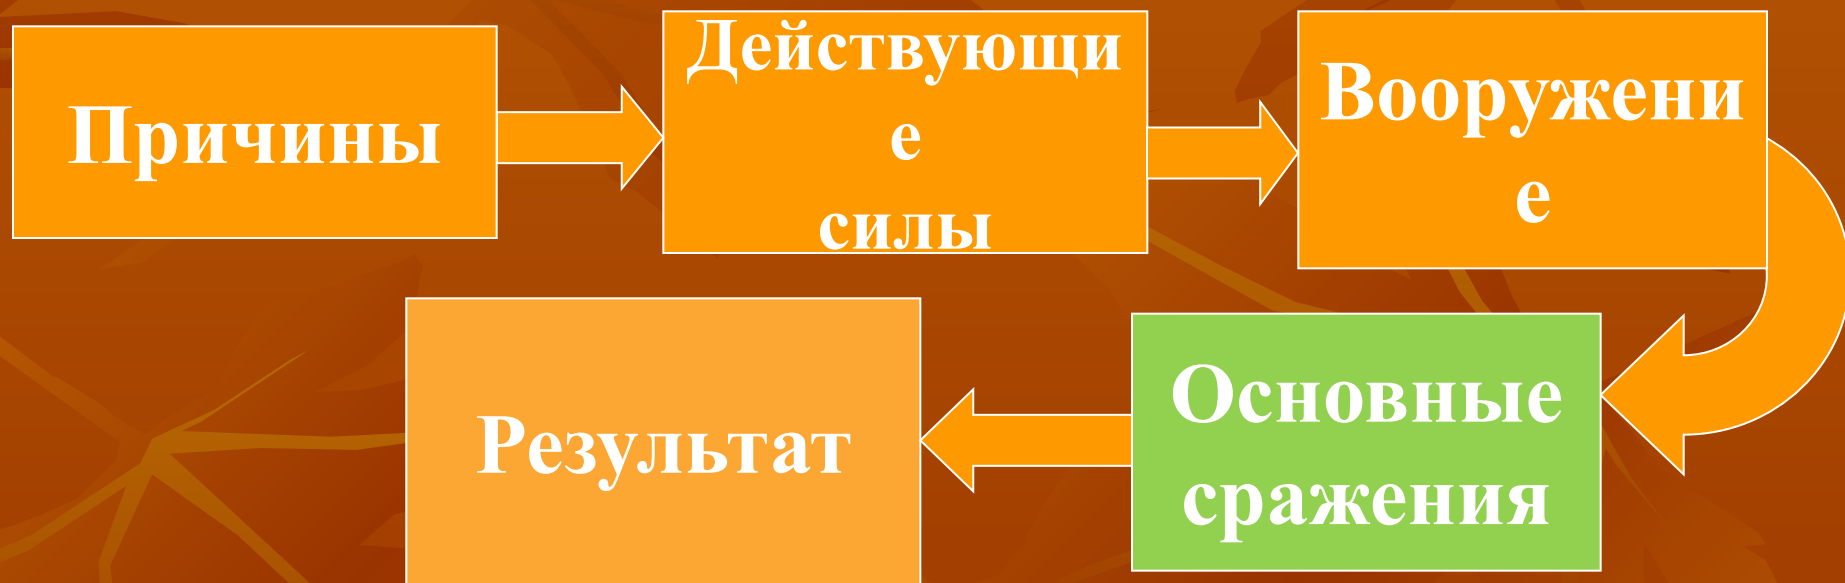 Причины
Действующи
е
силы
Вооружени
е
Основные
сражения
Результат